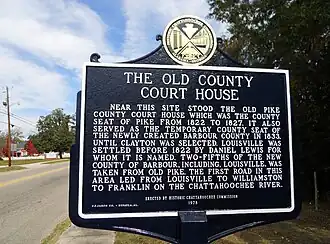 THE OLD COUNTY
COURT HOUSE
NEAR THIS SITE STOOD THE OLD PIKE
COUNTY COURT HOUSE WHICH WAS THE COUNTY
SEAT OF PIKE FROM 1822 TO 1827. IT ALSO
SERVED AS THE TEMPORARY COUNTY SEAT OF
THE NEWLY CREATED BARBOUR COUNTY IN 1833,
UNTIL CLAYTON WAS SELECTED. LOUISVILLE WAS
SETTLED BEFORE 1822 BY DANIEL LEWIS FOR
WHOM IT IS NAMED. TWO-FIFTHS OF THE NEW
COUNTY OF BARBOUR, INCLUDING, LOUISVILLE, WAS
TAKEN FROM OLD PIKE. THE FIRST ROAD IN THIS
AREA LED FROM LOUISVILLE TO WILLIAMSTON
TO FRANKLIN ON THE CHATTAHOOCHEE RIVER.
ERECTED BY HISTORIC CHATTAHOOCHEE COMMISSION